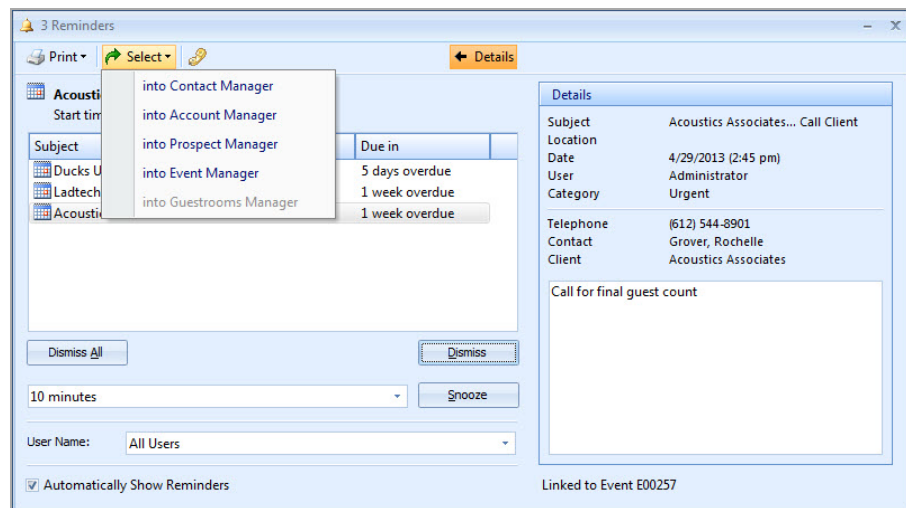 3 Reminders
Print Select Details
into Contact Manager
into Account Manager
into Prospect Manager
into Event Manager
into Guestrooms Manager
Start
Subject Due in
Ducks 5 days overdue
Ladtech 1 week overdue
1 week overdue
Dismiss All Dismiss
10 minutes Snooze
User Name: All Users
Automatically Show Reminders
Details
Subject Acoustics Associates... Call Client
Location
Date 4/29/2013 (2:45 pm)
User Administrator
Category Urgent
Telephone (612) 544-8901
Contact Grover, Rochelle
Client Acoustics Associates
Call for final guest count
Linked to Event E00257